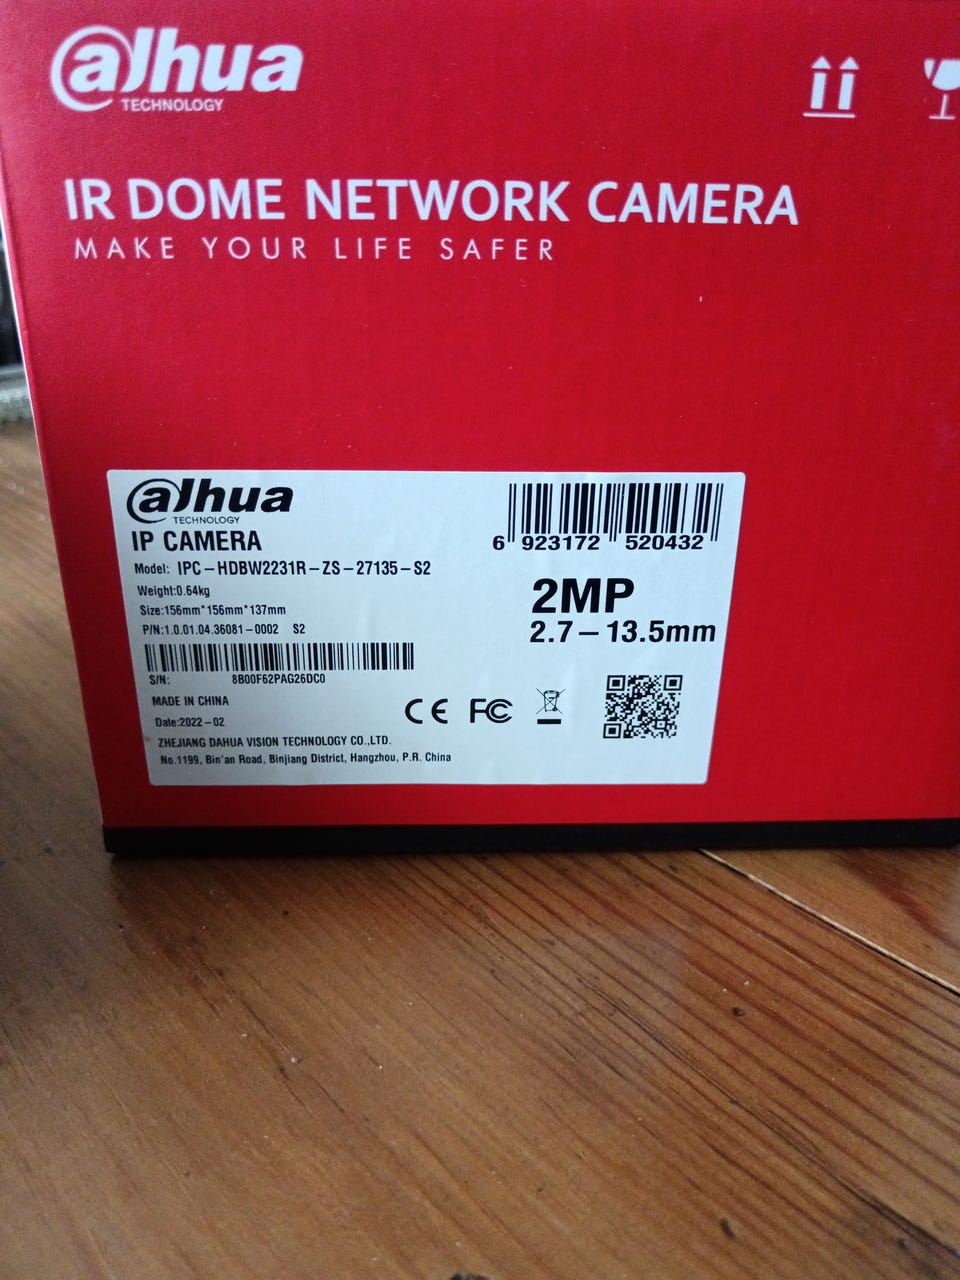 alhua
TECHNOLOGY
IR DOME NETWORK CAMERA
MAKE YOUR LIFE SAFER
alhua
TECHNOLOGY
IP CAMERA
Model: IPC-HDBW2231R-ZS-27135-S2
Weight:0.64kg
Size:156mm*156mm*137mm
P/N:1.0.01.04.36081-0002 S2
S/N: 8B00F62PAG26DC0
MADE IN CHINA
Date:2022-02
ZHEJIANG DAHUA VISION TECHNOLOGY CO.,LTD.
No.1199, Bin'an Road, Binjiang District, Hangzhou, P.R. China
6 923172 520432
2MP
2.7-13.5mm
CE FC